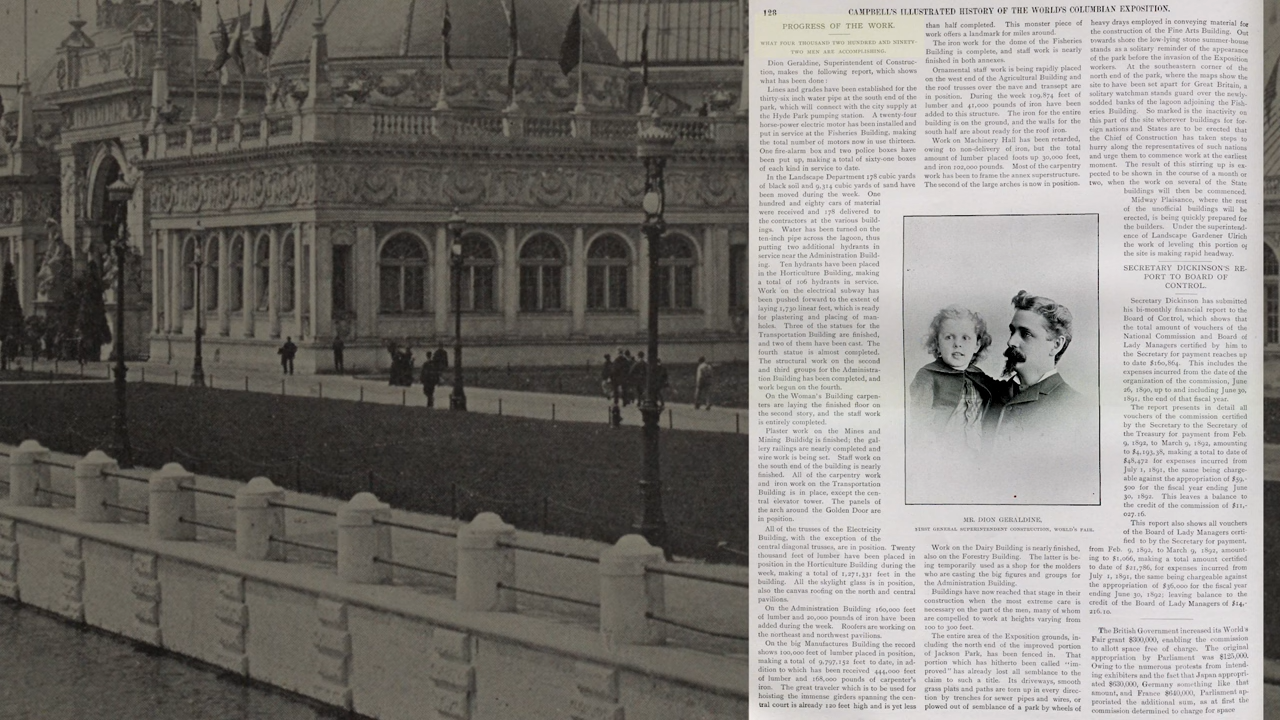 128
CAMPBELL'S ILLUSTRATED HISTORY OF THE WORLD'S COLUMBIAN EXPOSITION.
PROGRESS OF THE WORK.
WHAT FOUR THOUSAND TWO HUNDRED AND NINETY-
TWO MEN ARE ACCOMPLISHING.
Dion Geraldine, Superintendent of Construc-
tion, makes the following report, which shows
what has been done:
Lines and grades have been established for the
thirty-six inch water pipe at the south end of the
park, which will connect with the city supply at
the Hyde Park pumping station. A twenty-four
horse-power electric motor has been installed and
put in service at the Fisheries Building, making
the total number of motors now in use thirteen.
One fire-alarm box and two police boxes have
been put up, making a total of sixty-one boxes
of each kind in service to date.
In the Landscape Department 178 cubic yards
of black soil and 9,314 cubic yards of sand have
been moved during the week. One
hundred and eighty cars of material
were received and 178 delivered to
the contractors at the various build-
ings. Water has been turned on the
ten-inch pipe across the lagoon, thus
putting two additional hydrants in
service near the Administration Build-
ing. Ten hydrants have been placed
in the Horticulture Building, making
a total of 106 hydrants in service.
Work on the electrical subway has
been pushed forward to the extent of
laying 1,730 linear feet, which is ready
for plastering and placing of man-
holes. Three of the statues for the
Transportation Building are finished,
and two of them have been cast. The
fourth statue is almost completed.
The structural work on the second
and third groups for the Administra-
tion Building has been completed, and
work begun on the fourth.
On the Woman's Building carpen-
ters are laying the finished floor on
the second story, and the staff work
is entirely completed.
Plaster work on the Mines and
Mining Buildidg is finished; the gal-
lery railings are nearly completed and
wire work is being set. Staff work on
the south end of the building is nearly
finished. All of the carpentry work
and iron work on the Transportation
Building is in place, except the cen-
tral elevator tower. The panels of
the arch around the Golden Door are
in position.
All of the trusses of the Electricity
Building, with the exception of the
central diagonal trusses, are in position. Twenty
thousand feet of lumber have been placed in
position in the Horticulture Building during the
week, making a total of 1,271,331 feet in the
building. All the skylight glass is in position,
also the canvas roofing on the north and central
pavilions.
On the Administration Building 160,000 feet
of lumber and 20,000 pounds of iron have been
added during the week. Roofers are working on
the northeast and northwest pavilions.
On the big Manufactures Building the record
shows 100,000 feet of lumber placed in position,
making a total of 9,797,152 feet to date, in ad-
dition to which has been received 444,000 feet
of lumber and 168,000 pounds of carpenter's
iron. The great traveler which is to be used for
hoisting the immense girders spanning the cen-
tral court is already 120 feet high and is yet less
than half completed. This monster piece of
work offers a landmark for miles around.
The iron work for the dome of the Fisheries
Building is complete, and staff work is nearly
finished in both annexes.
Ornamental staff work is being rapidly placed
on the west end of the Agricultural Building and
the roof trusses over the nave and transept are
in position. During the week 109,874 feet of
lumber and 41,000 pounds of iron have been
added to this structure. The iron for the entire
building is on the ground, and the walls for the
south half are about ready for the roof iron.
Work on Machinery Hall has been retarded,
owing to non-delivery of iron, but the total
amount of lumber placed foots up 30,000 feet,
and iron 102,000 pounds. Most of the carpentry
work has been to frame the annex superstructure.
The second of the large arches is now in position.
MR. DION GERALDINE,
FIRST GENERAL SUPERINTENDENT CONSTRUCTION, WORLD'S FAIR.
Work on the Dairy Building is nearly finished,
also on the Forestry Building. The latter is be-
ing temporarily used as a shop for the molders
who are casting the big figures and groups for
the Administration Building.
Buildings have now reached that stage in their
construction when the most extreme care is
necessary on the part of the men, many of whom
are compelled to work at heights varying from
100 to 300 feet.
The entire area of the Exposition grounds, in-
cluding the north end of the improved portion
of Jackson Park, has been fenced in. That
portion which has hitherto been called "im-
proved" has already lost all semblance to the
claim to such a title. Its driveways, smooth
grass plats and paths are torn up in every direc-
tion by trenches for sewer pipes and wires, or
plowed out of semblance of a park by wheels of
heavy drays employed in conveying material for
the construction of the Fine Arts Building. Out
towards shore the low-lying stone summer-house
stands as a solitary reminder of the appearance
of the park before the invasion of the Exposition
workers. At the southeastern corner of the
north end of the park, where the maps show the
site to have been set apart for Great Britain, a
solitary watchman stands guard over the newly-
sodded banks of the lagoon adjoining the Fish-
eries Building. So marked is the inactivity on
this part of the site wherever buildings for for-
eign nations and States are to be erected that
the Chief of Construction has taken steps to
hurry along the representatives of such nations
and urge them to commence work at the earliest
moment. The result of this stirring up is ex-
pected to be shown in the course of a month or
two, when the work on several of the State
buildings will then be commenced.
Midway Plaisance, where the rest
of the unofficial buildings will be
erected, is being quickly prepared for
the builders. Under the superintend-
ence of Landscape Gardener Ulrich
the work of leveling this portion of
the site is making rapid headway.
SECRETARY DICKINSON'S RE-
PORT TO BOARD OF
CONTROL.
Secretary Dickinson has submitted
his bi-monthly financial report to the
Board of Control, which shows that
the total amount of vouchers of the
National Commission and Board of
Lady Managers certified by him to
the Secretary for payment reaches up
to date $160,864. This includes the
expenses incurred from the date of the
organization of the commission, June
26, 1890, up to and including June 30,
1891, the end of that fiscal year.
The report presents in detail all
vouchers of the commission certified
by the Secretary to the Secretary of
the Treasury for payment from Feb.
9, 1892, to March 9, 1892, amounting
to $4,193.38, making a total to date of
$48,472 for expenses incurred from
July 1, 1891, the same being charge-
able against the appropriation of $59,-
500 for the fiscal year ending June
30, 1892. This leaves a balance to
the credit of the commission of $11,-
027.16.
This report also shows all vouchers
of the Board of Lady Managers certi-
fied to by the Secretary for payment,
from Feb. 9, 1892, to March 9, 1892, amount-
ing to $1,066, making a total amount certified
to date of $21,786, for expenses incurred from
July 1, 1891, the same being chargeable against
the appropriation of $36,000 for the fiscal year
ending June 30, 1892; leaving balance to the
credit of the Board of Lady Managers of $14,-
216.10.
The British Government increased its World's
Fair grant $300,000, enabling the commission
to allott space free of charge. The original
appropriation by Parliament was $125,000.
Owing to the numerous protests from intend-
ing exhibiters and the fact that Japan appropri-
ated $630,000, Germany something like that
amount, and France $640,000, Parliament ap-
propriated the additional sum, as at first the
commission determined to charge for space